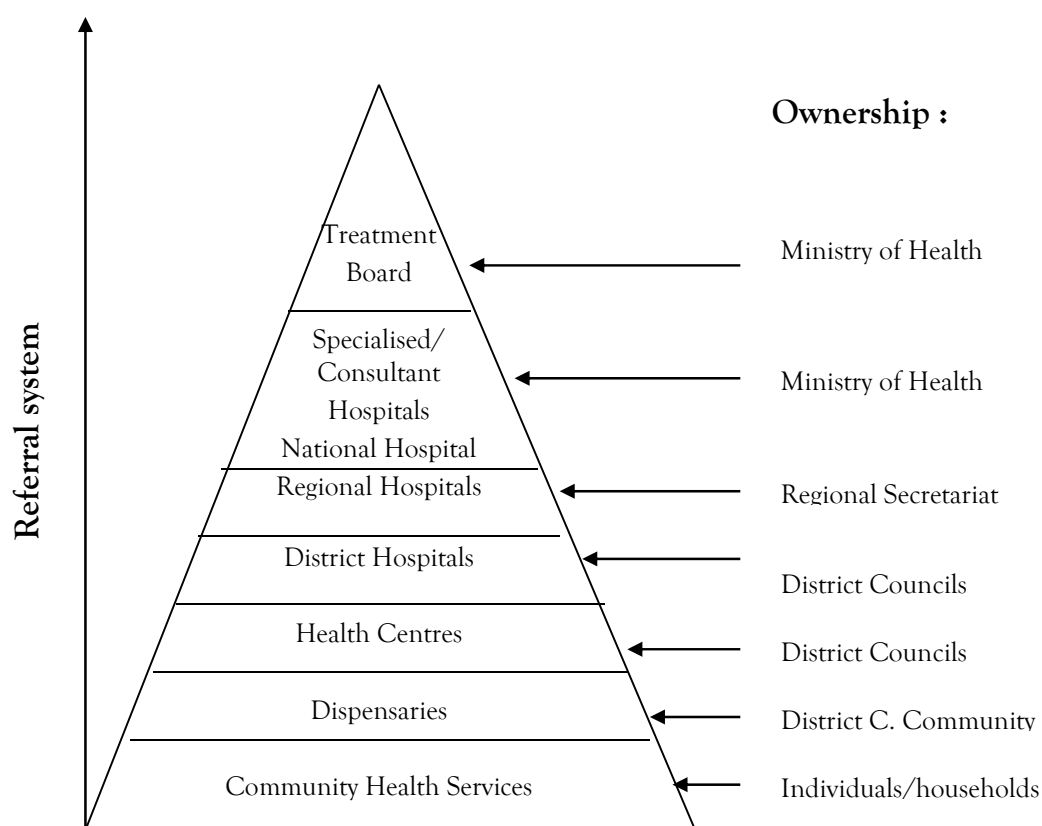 Ownership :
Referral system
Treatment
Board
Ministry of Health
Specialised/
Consultant
Hospitals
National Hospital
Ministry of Health
Regional Hospitals
Regional Secretariat
District Hospitals
District Councils
Health Centres
District Councils
Dispensaries
District C. Community
Community Health Services
Individuals/households